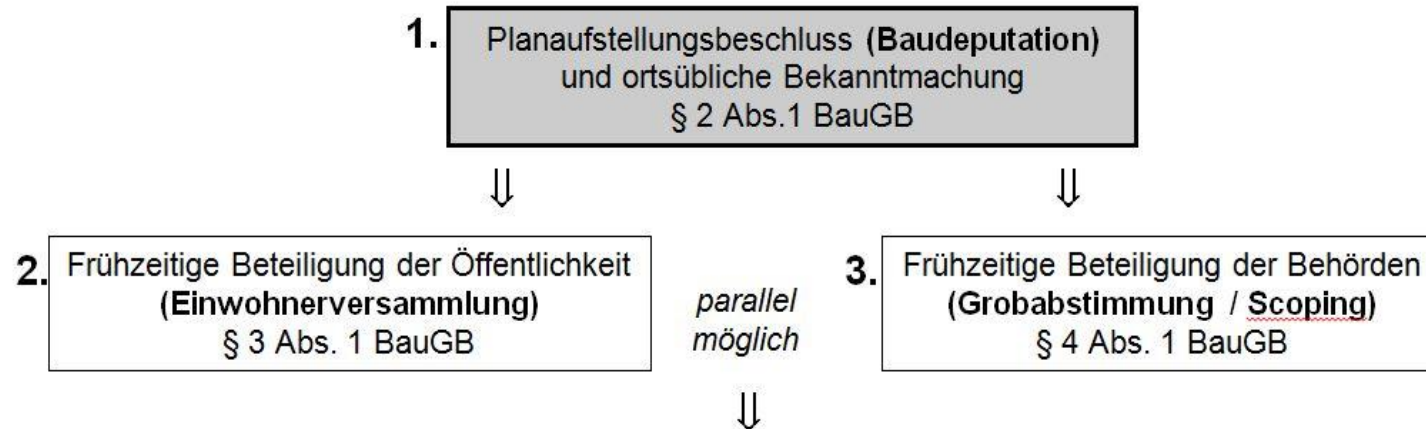 1.
Planaufstellungsbeschluss (Baudeputation)
und ortsübliche Bekanntmachung
§ 2 Abs.1 BauGB
⇓ ⇓
2.
Frühzeitige Beteiligung der Öffentlichkeit
(Einwohnerversammlung)
§ 3 Abs. 1 BauGB
parallel
möglich
3.
Frühzeitige Beteiligung der Behörden
(Grobabstimmung / Scoping)
§ 4 Abs. 1 BauGB
⇓